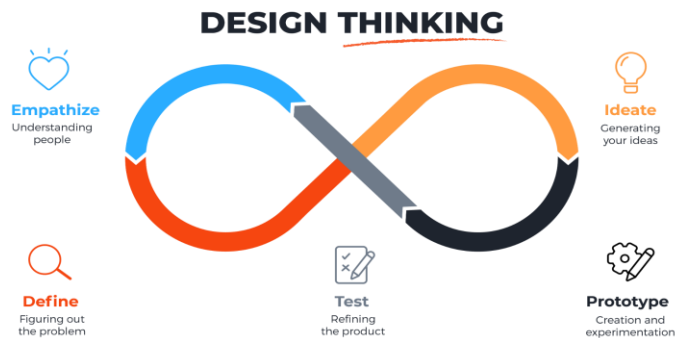 DESIGN THINKING
Empathize
Understanding
people
Ideate
Generating
your ideas
Define
Figuring out
the problem
Test
Refining
the product
Prototype
Creation and
experimentation